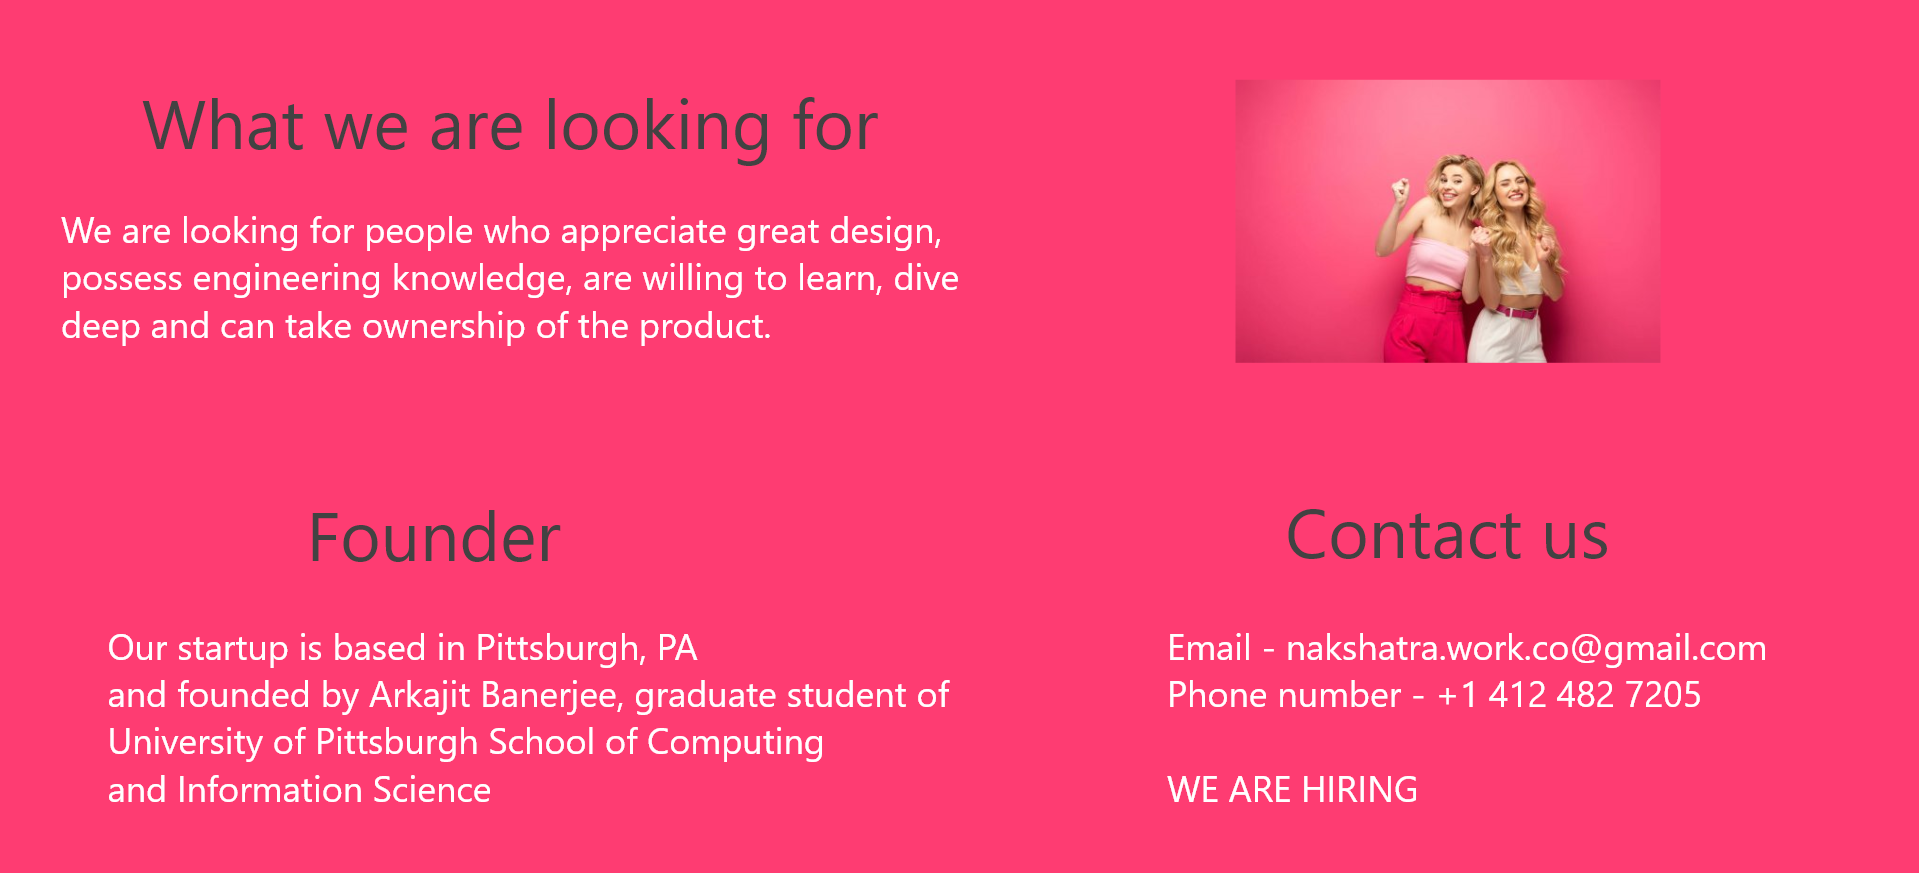 What we are looking for
We are looking for people who appreciate great design,
possess engineering knowledge, are willing to learn, dive
deep and can take ownership of the product.
Founder
Our startup is based in Pittsburgh, PA
and founded by Arkajit Banerjee, graduate student of
University of Pittsburgh School of Computing
and Information Science
Contact us
Email - nakshatra.work.co@gmail.com
Phone number - +1 412 482 7205
WE ARE HIRING